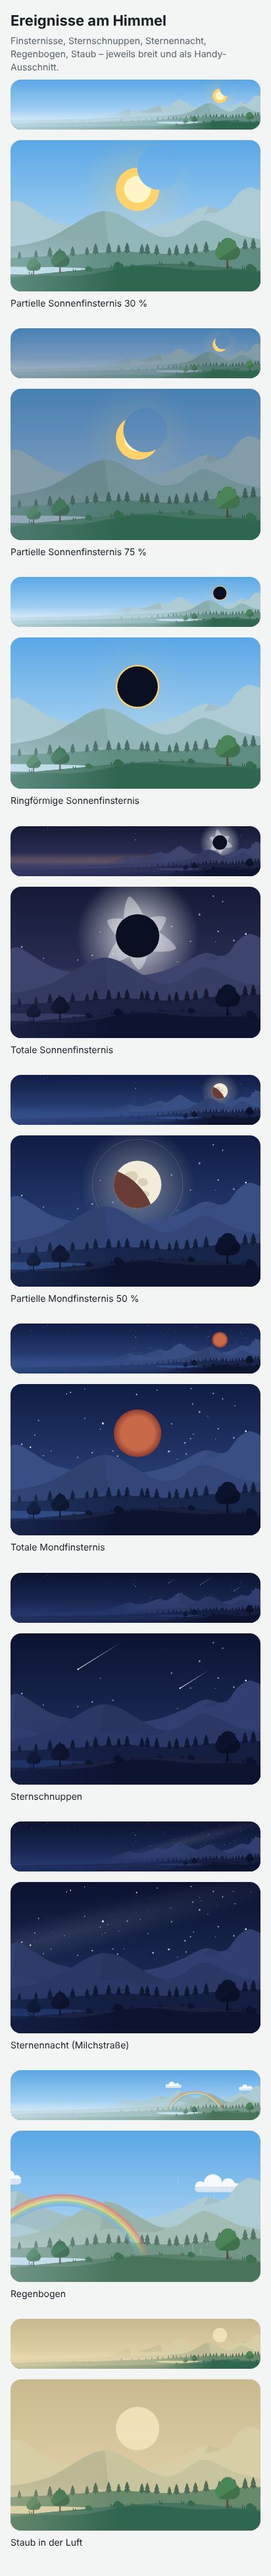 Ereignisse am Himmel
Finsternisse, Sternschnuppen, Sternennacht,
Regenbogen, Staub – jeweils breit und als Handy-
Ausschnitt.
Partielle Sonnenfinsternis 30 %
Partielle Sonnenfinsternis 75 %
Ringförmige Sonnenfinsternis
Totale Sonnenfinsternis
Partielle Mondfinsternis 50 %
Totale Mondfinsternis
Sternschnuppen
Sternennacht (Milchstraße)
Regenbogen
Staub in der Luft